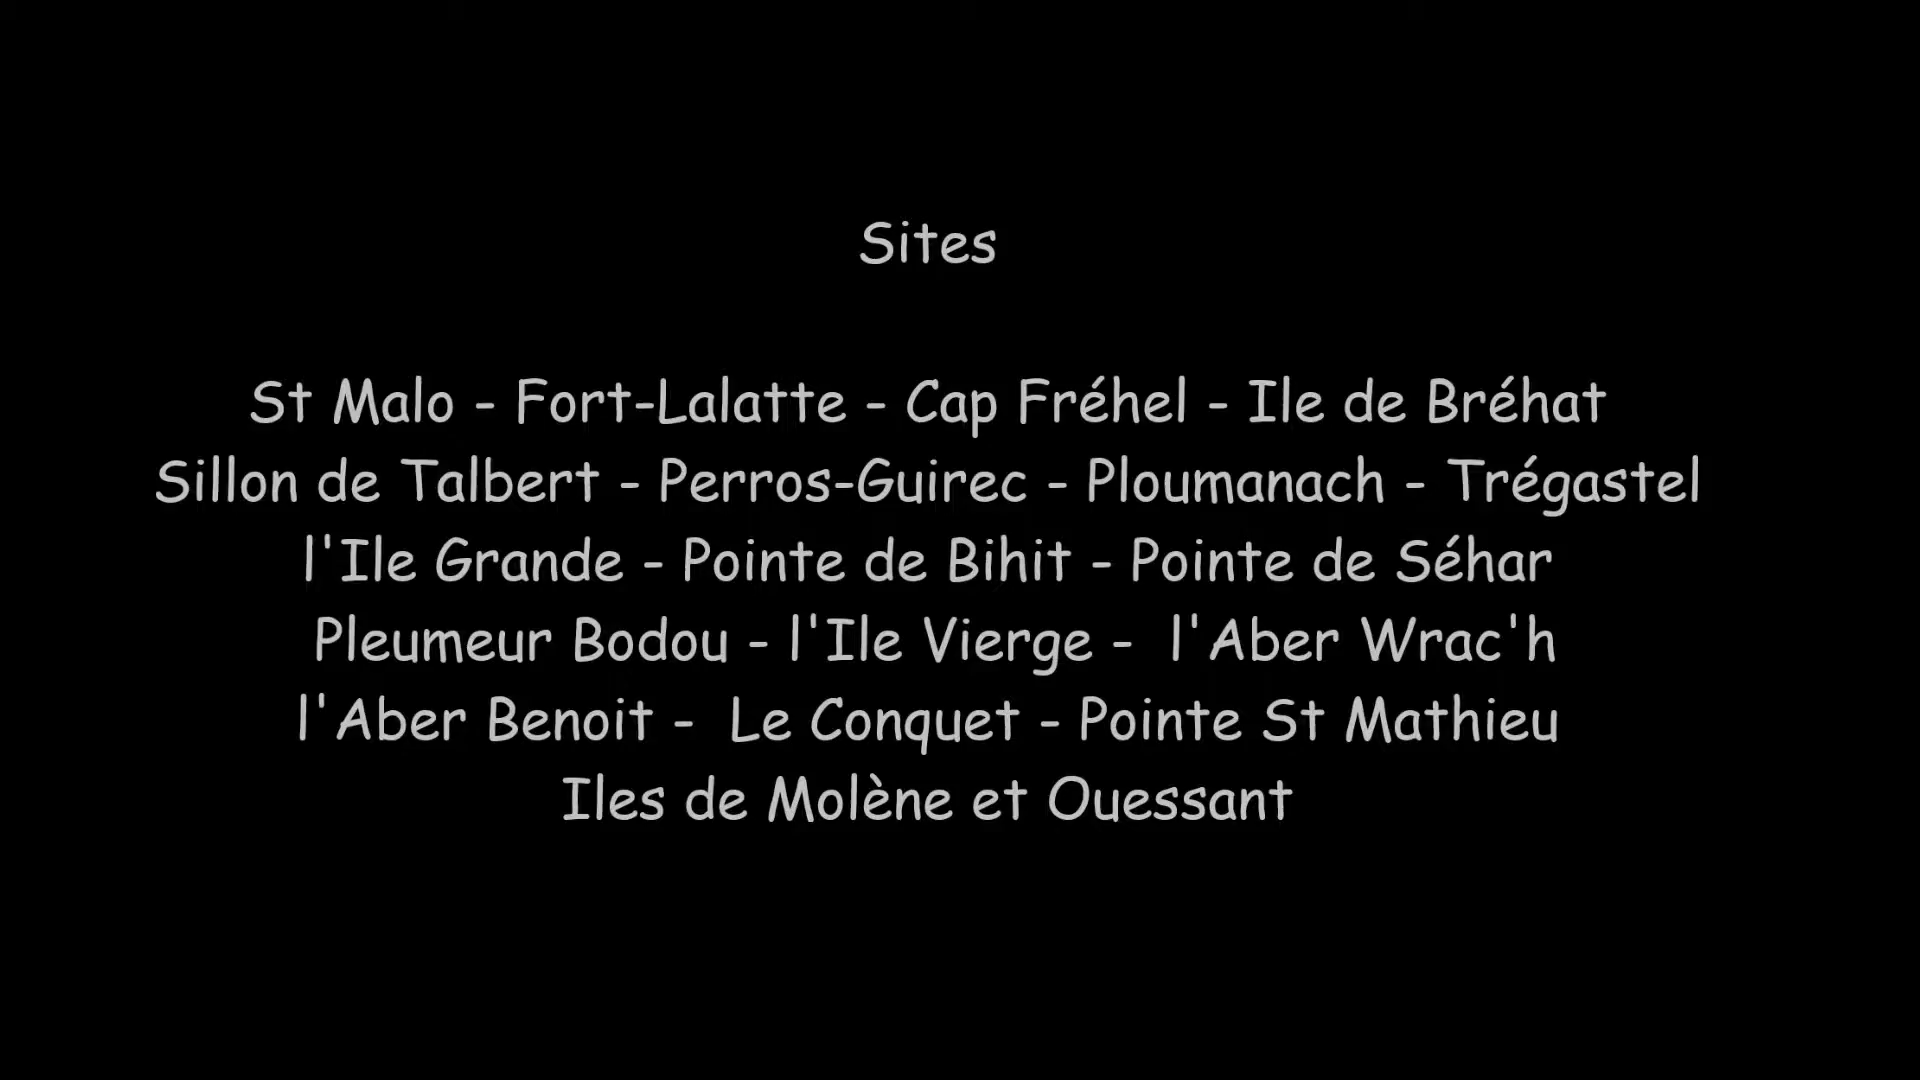 Sites
St Malo - Fort-Lalatte - Cap Fréhel - Ile de Bréhat
Sillon de Talbert - Perros-Guirec - Ploumanach - Trégastel
l'Ile Grande - Pointe de Bihit - Pointe de Séhar
Pleumeur Bodou - l'Ile Vierge -  l'Aber Wrac'h
l'Aber Benoit -  Le Conquet - Pointe St Mathieu
Iles de Molène et Ouessant